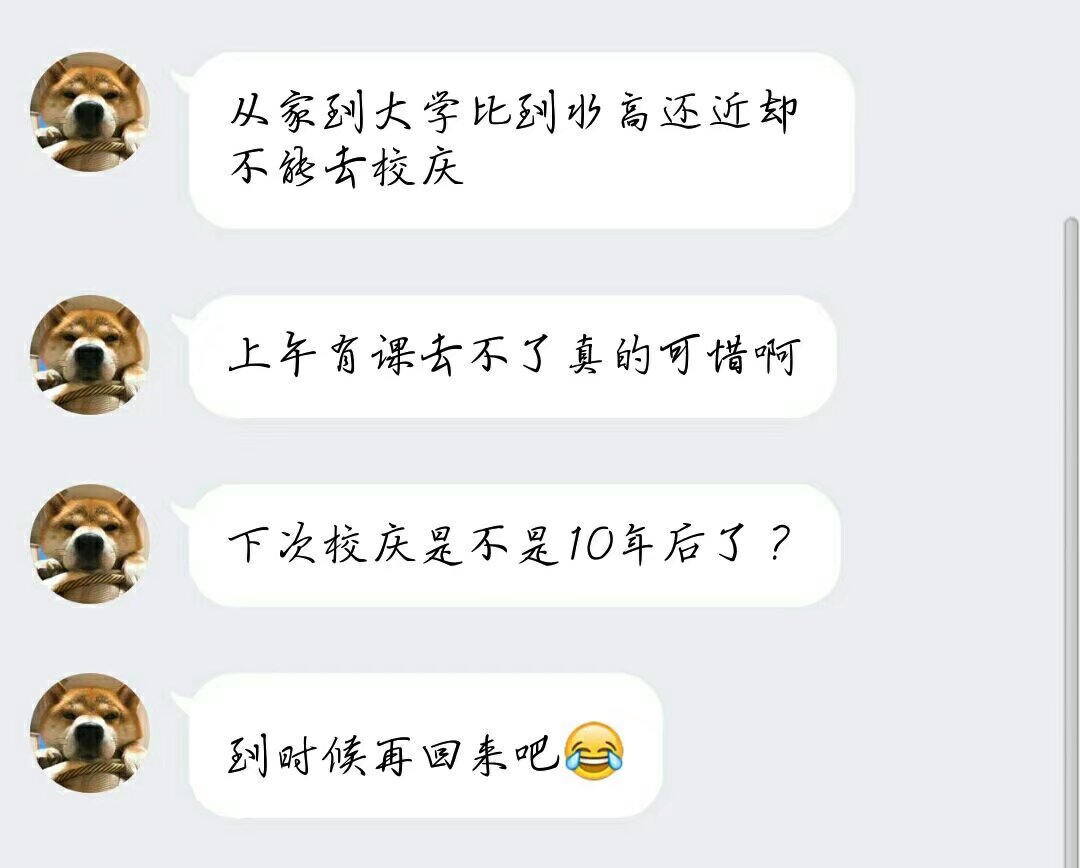 从家到大学比到水高还近却
不能去校庆
上午有课去不了真的可惜啊
下次校庆是不是10年后了？
到时候再回来吧😂